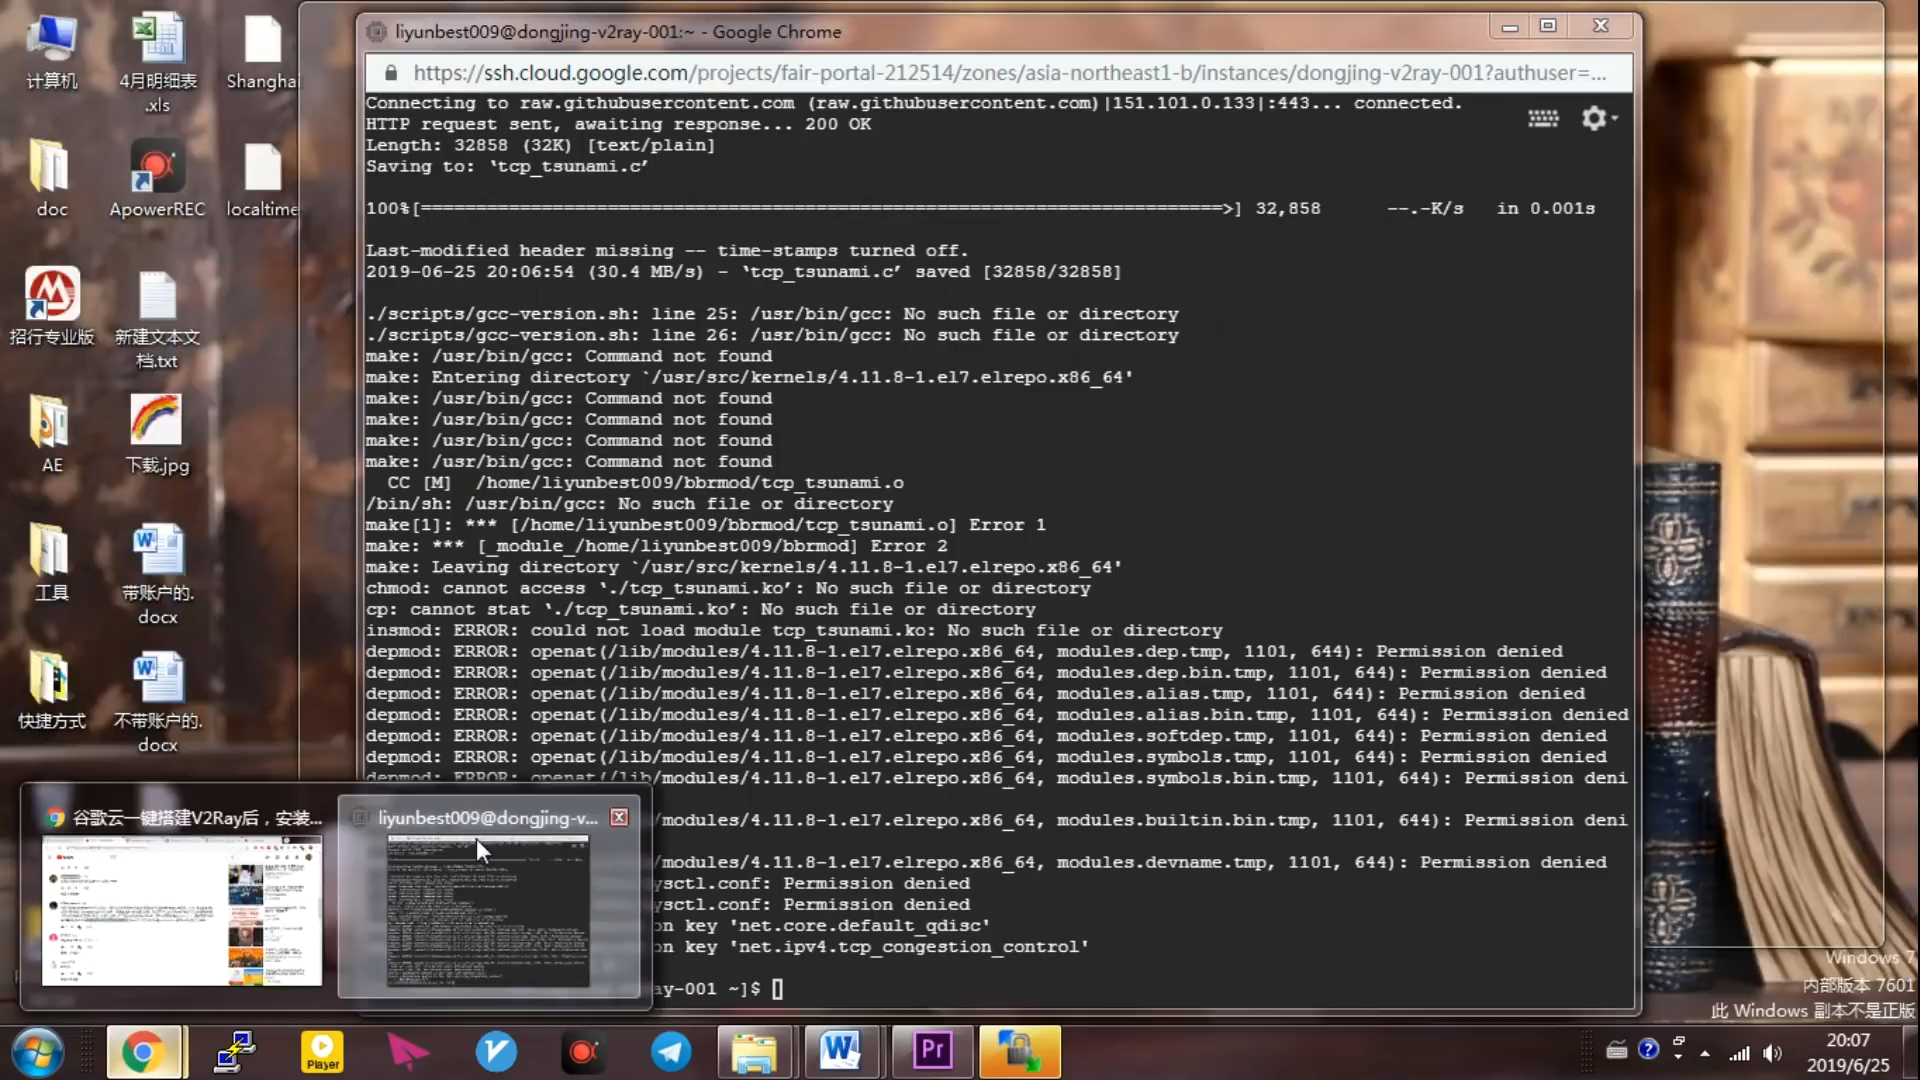 计算机
4月明细表
.xls
Shanghai
doc
ApowerREC
localtime
招行专业版
新建文本文
档.txt
AE
下载.jpg
工具
带账户的.
docx
快捷方式
不带账户的.
docx
liyunbest009@dongjing-v2ray-001:~ - Google Chrome
https://ssh.cloud.google.com/projects/fair-portal-212514/zones/asia-northeast1-b/instances/dongjing-v2ray-001?authuser=...
Connecting to raw.githubusercontent.com (raw.githubusercontent.com)|151.101.0.133|:443... connected.
HTTP request sent, awaiting response... 200 OK
Length: 32858 (32K) [text/plain]
Saving to: ‘tcp_tsunami.c’
100%[=========================================================================>] 32,858      --.-K/s   in 0.001s
Last-modified header missing -- time-stamps turned off.
2019-06-25 20:06:54 (30.4 MB/s) - ‘tcp_tsunami.c’ saved [32858/32858]
./scripts/gcc-version.sh: line 25: /usr/bin/gcc: No such file or directory
./scripts/gcc-version.sh: line 26: /usr/bin/gcc: No such file or directory
make: /usr/bin/gcc: Command not found
make: Entering directory `/usr/src/kernels/4.11.8-1.el7.elrepo.x86_64'
make: /usr/bin/gcc: Command not found
make: /usr/bin/gcc: Command not found
make: /usr/bin/gcc: Command not found
make: /usr/bin/gcc: Command not found
CC [M]  /home/liyunbest009/bbrmod/tcp_tsunami.o
/bin/sh: /usr/bin/gcc: No such file or directory
make[1]: *** [/home/liyunbest009/bbrmod/tcp_tsunami.o] Error 1
make: *** [_module_/home/liyunbest009/bbrmod] Error 2
make: Leaving directory `/usr/src/kernels/4.11.8-1.el7.elrepo.x86_64'
chmod: cannot access ‘./tcp_tsunami.ko’: No such file or directory
cp: cannot stat ‘./tcp_tsunami.ko’: No such file or directory
insmod: ERROR: could not load module tcp_tsunami.ko: No such file or directory
depmod: ERROR: openat(/lib/modules/4.11.8-1.el7.elrepo.x86_64, modules.dep.tmp, 1101, 644): Permission denied
depmod: ERROR: openat(/lib/modules/4.11.8-1.el7.elrepo.x86_64, modules.dep.bin.tmp, 1101, 644): Permission denied
depmod: ERROR: openat(/lib/modules/4.11.8-1.el7.elrepo.x86_64, modules.alias.tmp, 1101, 644): Permission denied
depmod: ERROR: openat(/lib/modules/4.11.8-1.el7.elrepo.x86_64, modules.alias.bin.tmp, 1101, 644): Permission denied
depmod: ERROR: openat(/lib/modules/4.11.8-1.el7.elrepo.x86_64, modules.softdep.tmp, 1101, 644): Permission denied
depmod: ERROR: openat(/lib/modules/4.11.8-1.el7.elrepo.x86_64, modules.symbols.tmp, 1101, 644): Permission denied
depmod: ERROR: openat(/lib/modules/4.11.8-1.el7.elrepo.x86_64, modules.symbols.bin.tmp, 1101, 644): Permission deni
/modules/4.11.8-1.el7.elrepo.x86_64, modules.builtin.bin.tmp, 1101, 644): Permission deni
/modules/4.11.8-1.el7.elrepo.x86_64, modules.devname.tmp, 1101, 644): Permission denied
ysctl.conf: Permission denied
ysctl.conf: Permission denied
on key 'net.core.default_qdisc'
on key 'net.ipv4.tcp_congestion_control'
ay-001 ~]$
谷歌云一键搭建V2Ray后，安装...
liyunbest009@dongjing-v...
Windows 7
内部版本 7601
此 Windows 副本不是正版
Player
Pr
20:07
2019/6/25